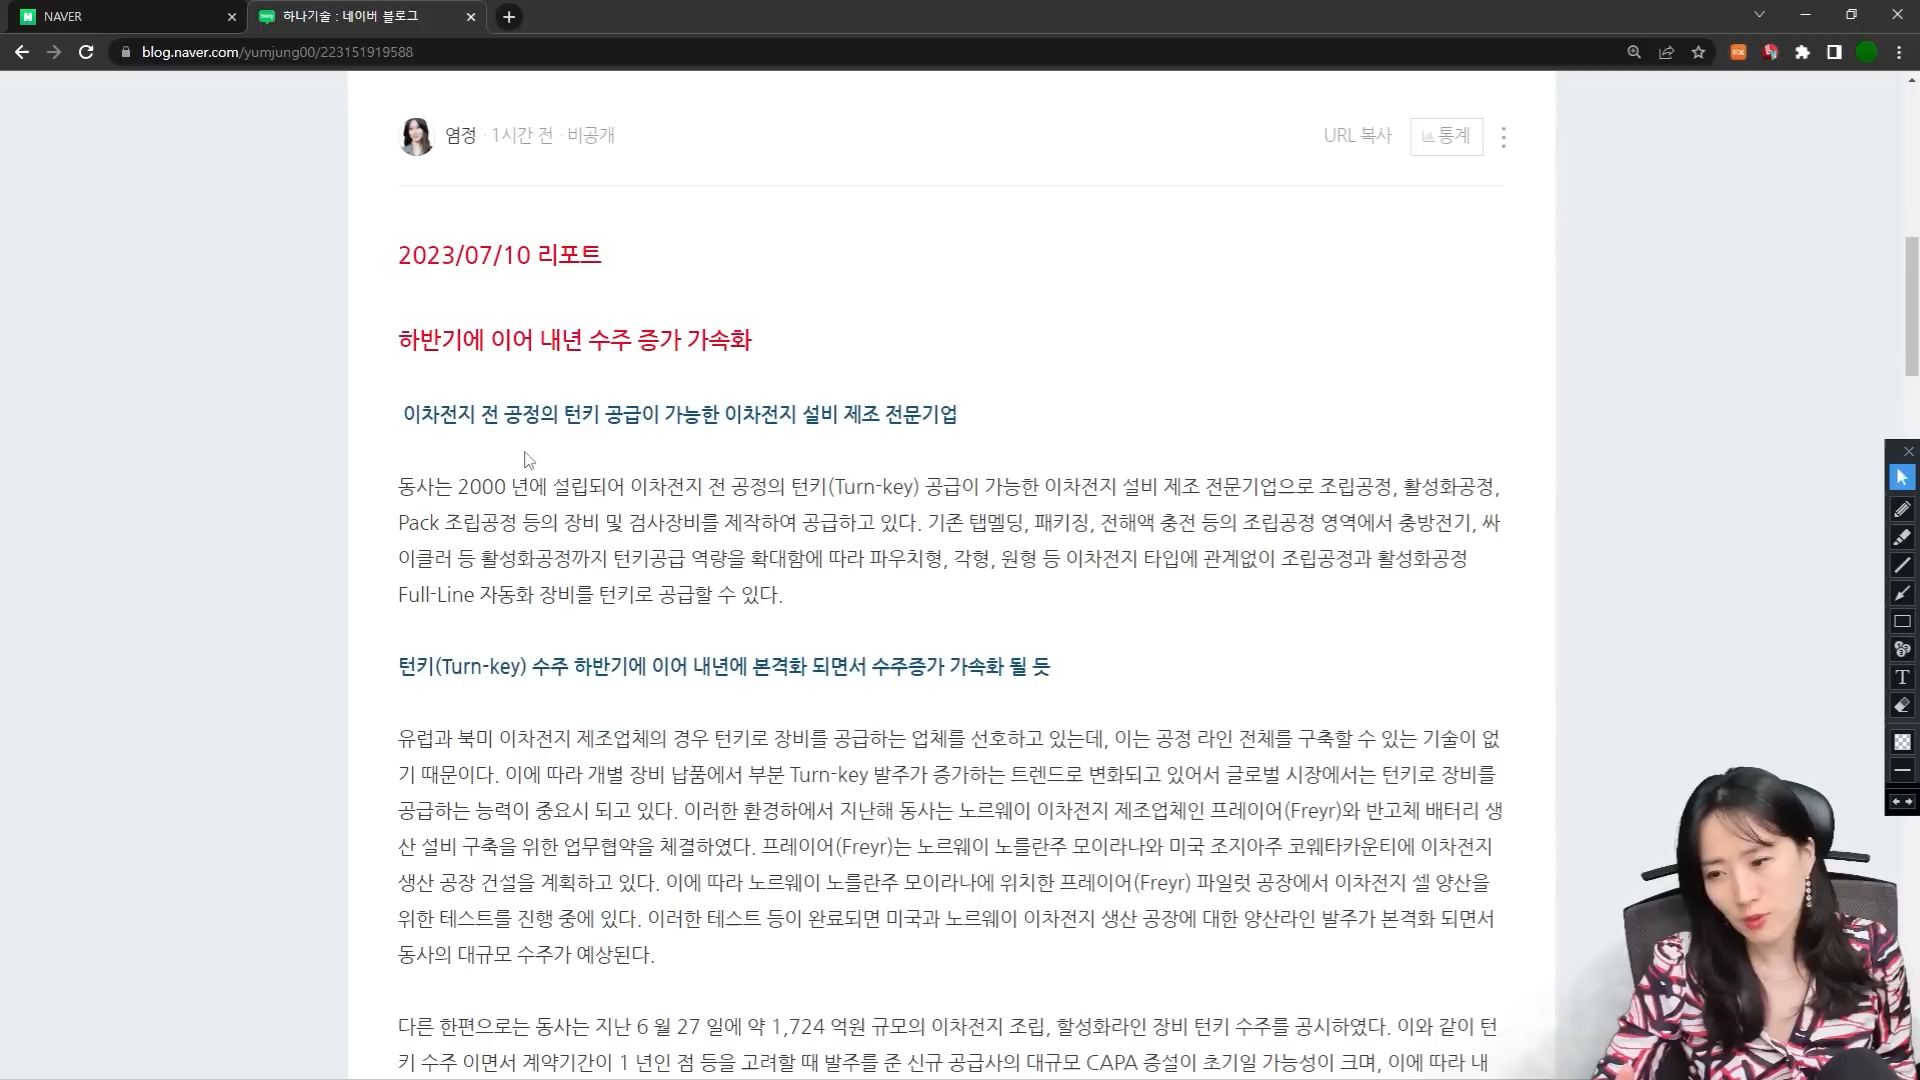 NAVER
하나기술 : 네이버 블로그
blog.naver.com/yumjung00/223151919588
염정 · 1시간 전 · 비공개
URL 복사
통계
2023/07/10 리포트
하반기에 이어 내년 수주 증가 가속화
이차전지 전 공정의 턴키 공급이 가능한 이차전지 설비 제조 전문기업
동사는 2000 년에 설립되어 이차전지 전 공정의 턴키(Turn-key) 공급이 가능한 이차전지 설비 제조 전문기업으로 조립공정, 활성화공정,
Pack 조립공정 등의 장비 및 검사장비를 제작하여 공급하고 있다. 기존 탭멜딩, 패키징, 전해액 충전 등의 조립공정 영역에서 충방전기, 싸
이클러 등 활성화공정까지 턴키공급 역량을 확대함에 따라 파우치형, 각형, 원형 등 이차전지 타입에 관계없이 조립공정과 활성화공정
Full-Line 자동화 장비를 턴키로 공급할 수 있다.
턴키(Turn-key) 수주 하반기에 이어 내년에 본격화 되면서 수주증가 가속화 될 듯
유럽과 북미 이차전지 제조업체의 경우 턴키로 장비를 공급하는 업체를 선호하고 있는데, 이는 공정 라인 전체를 구축할 수 있는 기술이 없
기 때문이다. 이에 따라 개별 장비 납품에서 부분 Turn-key 발주가 증가하는 트렌드로 변화되고 있어서 글로벌 시장에서는 턴키로 장비를
공급하는 능력이 중요시 되고 있다. 이러한 환경하에서 지난해 동사는 노르웨이 이차전지 제조업체인 프레이어(Freyr)와 반고체 배터리 생
산 설비 구축을 위한 업무협약을 체결하였다. 프레이어(Freyr)는 노르웨이 노를란주 모이라나와 미국 조지아주 코웨타카운티에 이차전지
생산 공장 건설을 계획하고 있다. 이에 따라 노르웨이 노를란주 모이라나에 위치한 프레이어(Freyr) 파일럿 공장에서 이차전지 셀 양산을
위한 테스트를 진행 중에 있다. 이러한 테스트 등이 완료되면 미국과 노르웨이 이차전지 생산 공장에 대한 양산라인 발주가 본격화 되면서
동사의 대규모 수주가 예상된다.
다른 한편으로는 동사는 지난 6 월 27 일에 약 1,724 억원 규모의 이차전지 조립, 할성화라인 장비 턴키 수주를 공시하였다. 이와 같이 턴
키 수주 이면서 계약기간이 1 년인 점 등을 고려할 때 발주를 준 신규 공급사의 대규모 CAPA 증설이 초기일 가능성이 크며, 이에 따라 내